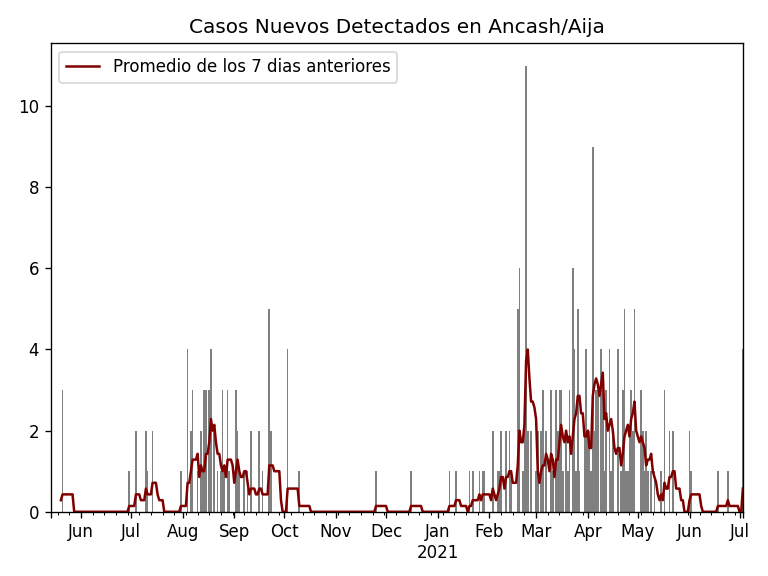 Casos Nuevos Detectados en Ancash/Aija
Promedio de los 7 dias anteriores
10
8
6
4
2
0
Jun Jul Aug Sep Oct Nov Dec Jan Feb Mar Apr May Jun Jul
2021